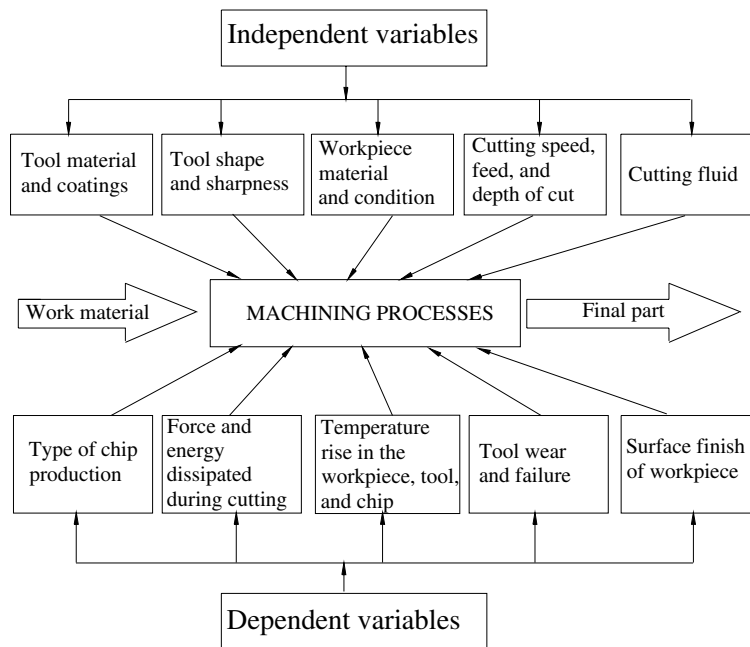 Independent variables
Tool material
and coatings
Tool shape
and sharpness
Workpiece
material
and condition
Cutting speed,
feed, and
depth of cut
Cutting fluid
Work material
MACHINING PROCESSES
Final part
Type of chip
production
Force and
energy
dissipated
during cutting
Temperature
rise in the
workpiece, tool,
and chip
Tool wear
and failure
Surface finish
of workpiece
Dependent variables